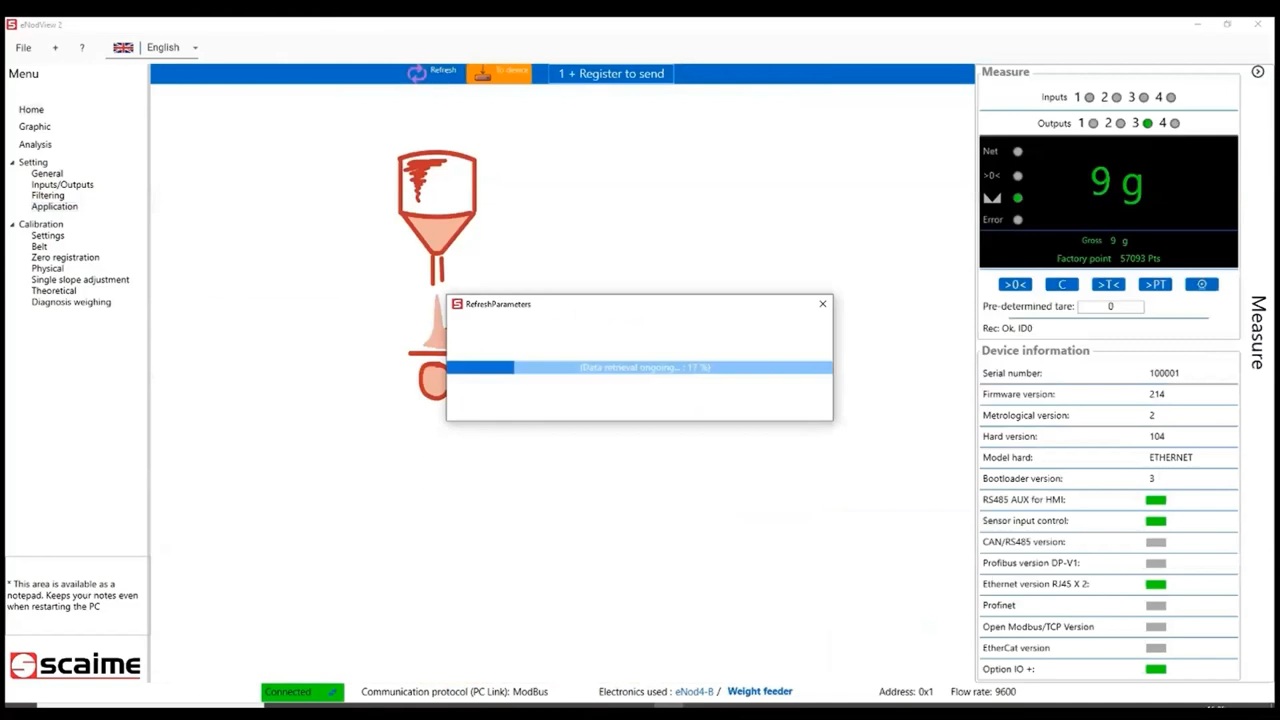 eNodView 2
File + ? English
Menu
Refresh
To device
1 + Register to send
Home
Graphic
Analysis
Setting
General
Inputs/Outputs
Filtering
Application
Calibration
Settings
Belt
Zero registration
Physical
Single slope adjustment
Theoretical
Diagnosis weighing
* This area is available as a
notepad. Keeps your notes even
when restarting the PC
scaime
RefreshParameters
(Data retrieval ongoing... : 17 %)
Measure
Inputs 1 2 3 4
Outputs 1 2 3 4
Net
>0<
Error
9 g
Gross 9 g
Factory point 57093 Pts
>0< C >T< >PT
Pre-determined tare: 0
Rec: Ok, ID0
Device information
Serial number: 100001
Firmware version: 214
Metrological version: 2
Hard version: 104
Model hard: ETHERNET
Bootloader version: 3
RS485 AUX for HMI:
Sensor input control:
CAN/RS485 version:
Profibus version DP-V1:
Ethernet version RJ45 X 2:
Profinet
Open Modbus/TCP Version
EtherCat version
Option IO +:
Measure
Connected Communication protocol (PC Link): ModBus Electronics used : eNod4-B / Weight feeder Address: 0x1 Flow rate: 9600